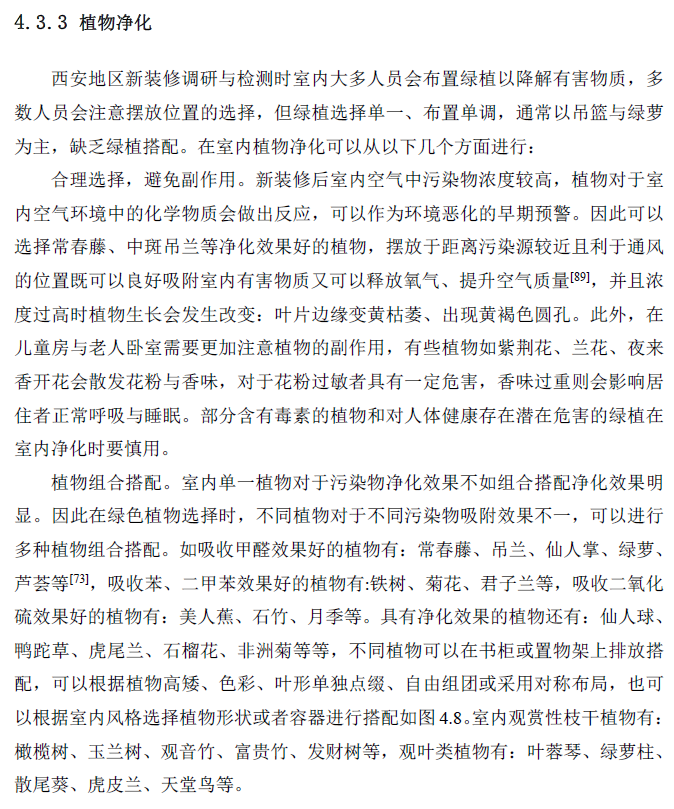 4.3.3 植物净化
西安地区新装修调研与检测时室内大多人员会布置绿植以降解有害物质，多
数人员会注意摆放位置的选择，但绿植选择单一、布置单调，通常以吊篮与绿萝
为主，缺乏绿植搭配。在室内植物净化可以从以下几个方面进行：
合理选择，避免副作用。新装修后室内空气中污染物浓度较高，植物对于室
内空气环境中的化学物质会做出反应，可以作为环境恶化的早期预警。因此可以
选择常春藤、中斑吊兰等净化效果好的植物，摆放于距离污染源较近且利于通风
的位置既可以良好吸附室内有害物质又可以释放氧气、提升空气质量[89]，并且浓
度过高时植物生长会发生改变：叶片边缘变黄枯萎、出现黄褐色圆孔。此外，在
儿童房与老人卧室需要更加注意植物的副作用，有些植物如紫荆花、兰花、夜来
香开花会散发花粉与香味，对于花粉过敏者具有一定危害，香味过重则会影响居
住者正常呼吸与睡眠。部分含有毒素的植物和对人体健康存在潜在危害的绿植在
室内净化时要慎用。
植物组合搭配。室内单一植物对于污染物净化效果不如组合搭配净化效果明
显。因此在绿色植物选择时，不同植物对于不同污染物吸附效果不一，可以进行
多种植物组合搭配。如吸收甲醛效果好的植物有：常春藤、吊兰、仙人掌、绿萝、
芦荟等[73]，吸收苯、二甲苯效果好的植物有:铁树、菊花、君子兰等，吸收二氧化
硫效果好的植物有：美人蕉、石竹、月季等。具有净化效果的植物还有：仙人球、
鸭跎草、虎尾兰、石榴花、非洲菊等等，不同植物可以在书柜或置物架上排放搭
配，可以根据植物高矮、色彩、叶形单独点缀、自由组团或采用对称布局，也可
以根据室内风格选择植物形状或者容器进行搭配如图 4.8。室内观赏性枝干植物有：
橄榄树、玉兰树、观音竹、富贵竹、发财树等，观叶类植物有：叶蓉琴、绿萝柱、
散尾葵、虎皮兰、天堂鸟等。